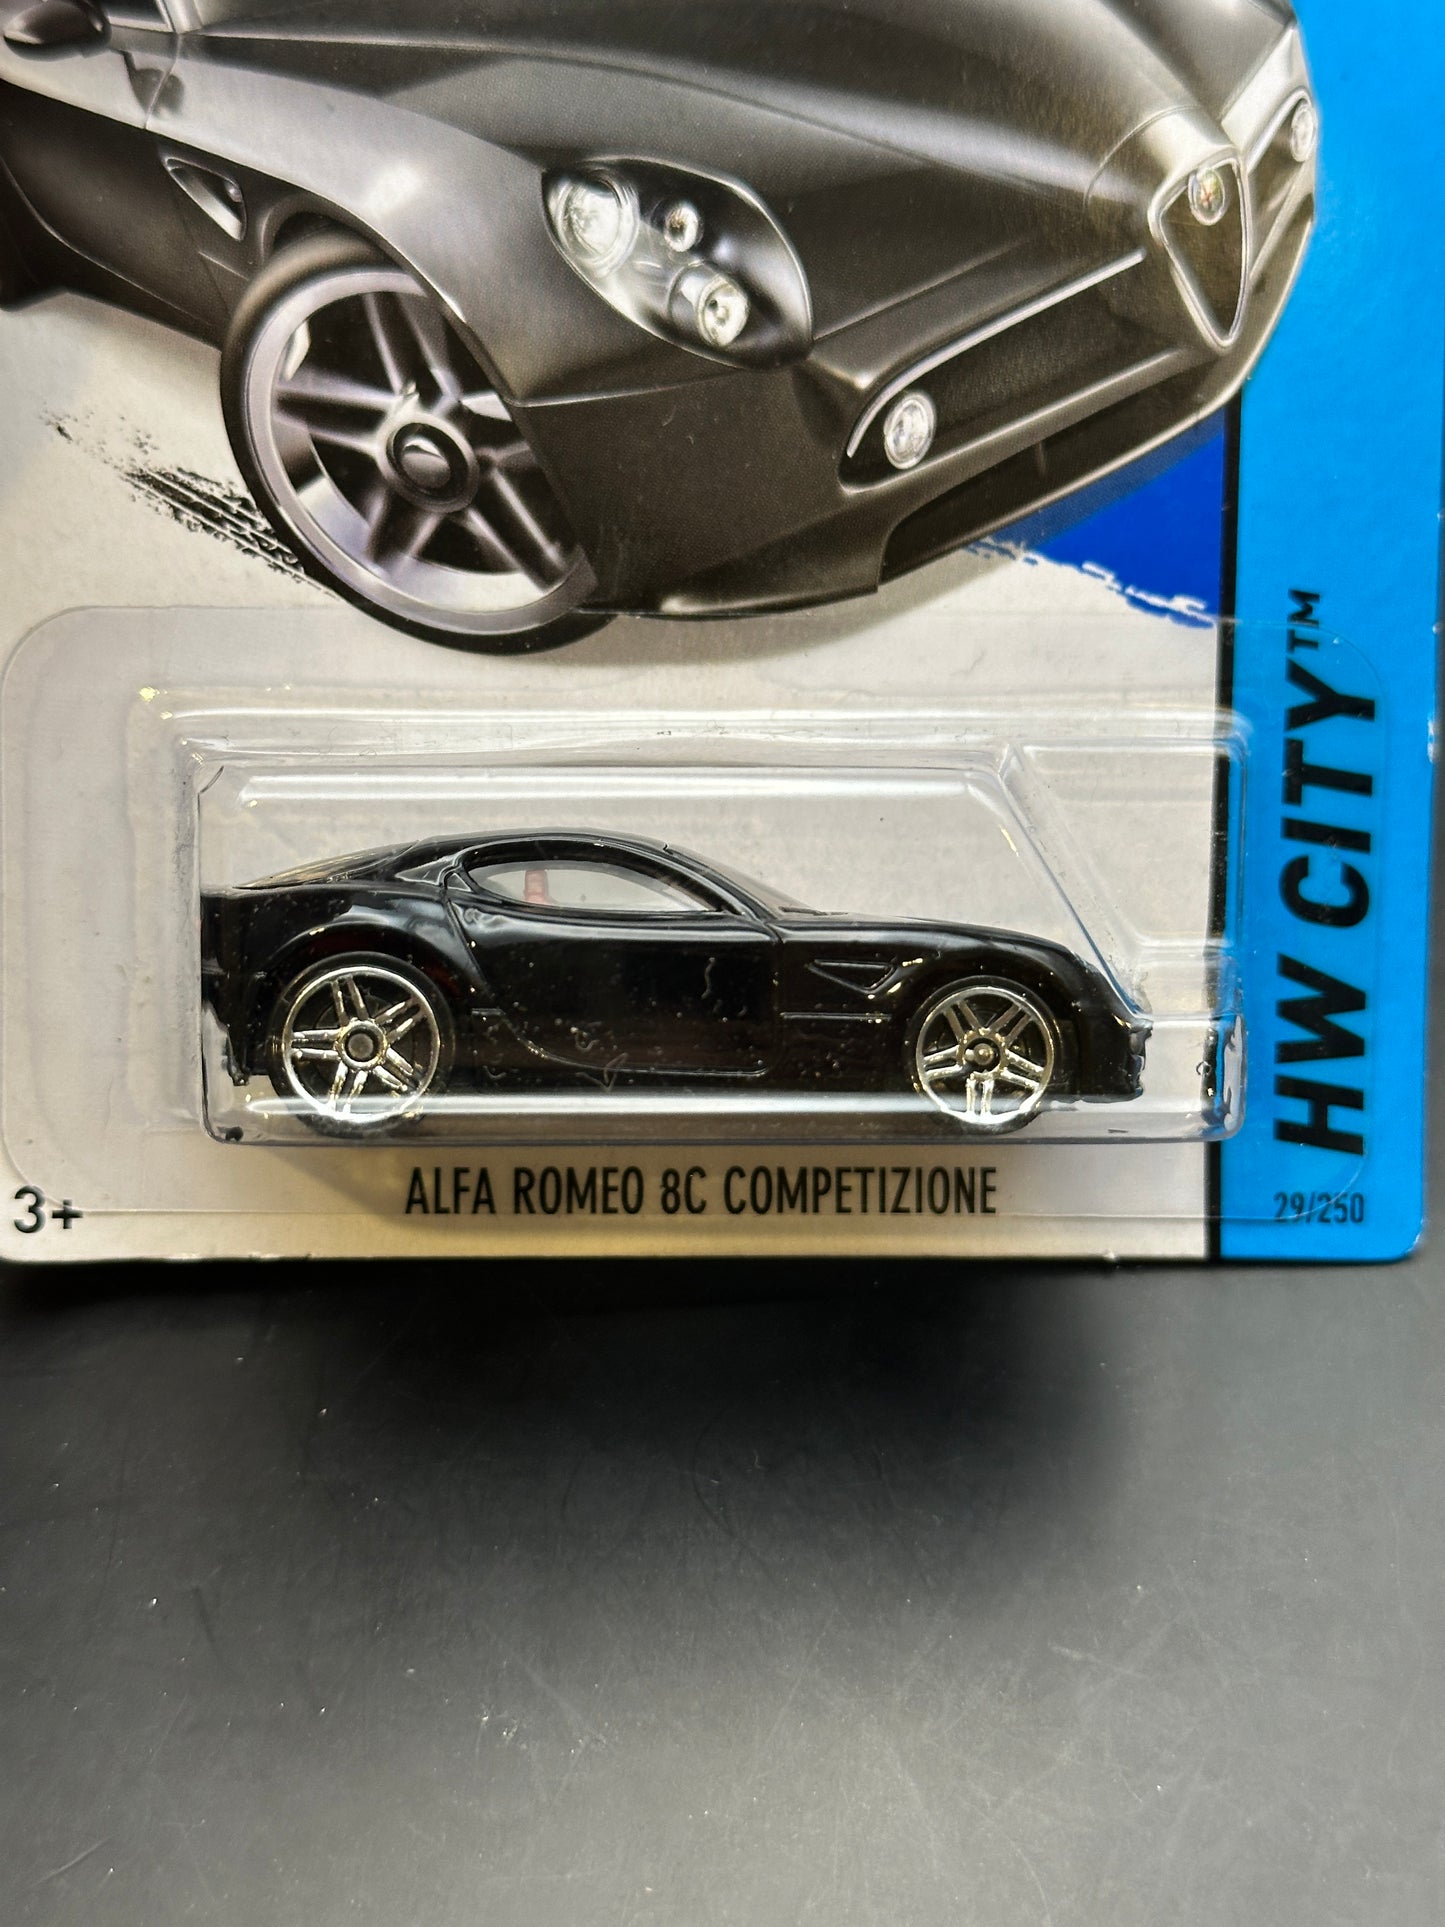 HW CITY™
ALFA ROMEO 8C COMPETIZIONE
3+
29/250